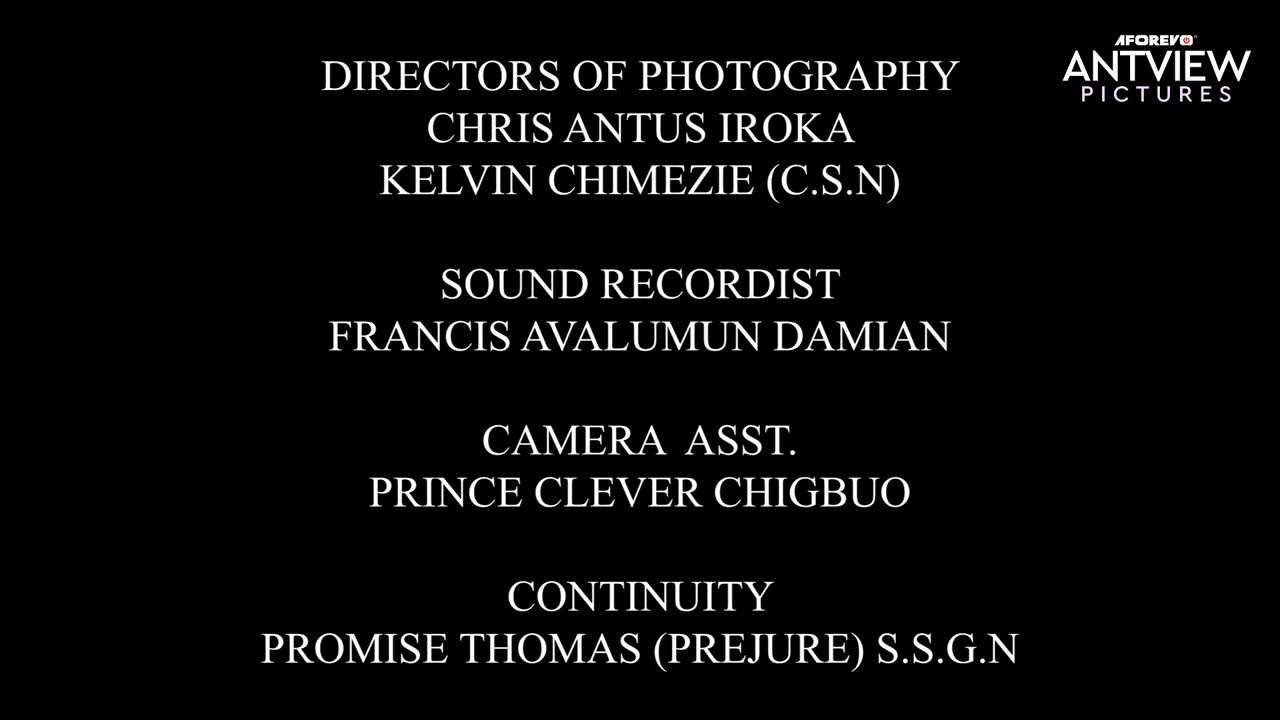 AFOREVO
ANTVIEW
PICTURES
DIRECTORS OF PHOTOGRAPHY
CHRIS ANTUS IROKA
KELVIN CHIMEZIE (C.S.N)
SOUND RECORDIST
FRANCIS AVALUMUN DAMIAN
CAMERA ASST.
PRINCE CLEVER CHIGBUO
CONTINUITY
PROMISE THOMAS (PREJURE) S.S.G.N